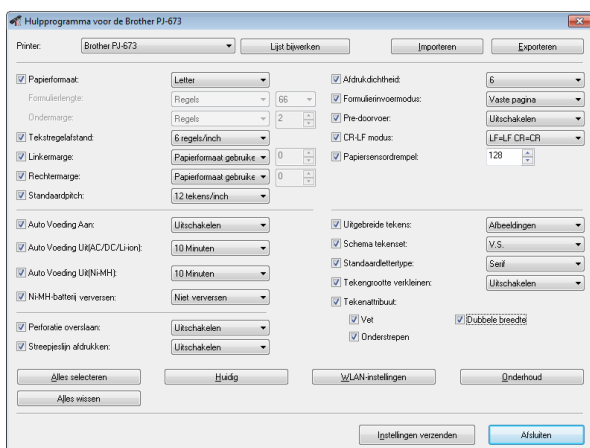 Hulpprogramma voor de Brother PJ-673
Printer: Brother PJ-673 Lijst bijwerken Importeren Exporteren
Papierformaat: Letter
Formulierlengte: Regels 66
Ondermarge: Regels 2
Tekstregelafstand: 6 regels/inch
Linkermarge: Papierformaat gebruike 0
Rechtermarge: Papierformaat gebruike 0
Standaardpitch: 12 tekens/inch
Afdrukdichtheid: 6
Formulierinvoermodus: Vaste pagina
Pre-doorvoer: Uitschakelen
CR-LF modus: LF=LF CR=CR
Papiersensordrempel: 128
Auto Voeding Aan: Uitschakelen
Auto Voeding Uit(AC/DC/Li-ion): 10 Minuten
Auto Voeding Uit(Ni-MH): 10 Minuten
Ni-MH-batterij verversen: Niet verversen
Perforatie overslaan: Uitschakelen
Streepjeslijn afdrukken: Uitschakelen
Uitgebreide tekens: Afbeeldingen
Schema tekenset: V.S.
Standaardlettertype: Serif
Tekengrootte verkleinen: Uitschakelen
Tekenattribuut:
Vet Dubbele breedte
Onderstrepen
Alles selecteren Huidig WLAN-instellingen Onderhoud
Alles wissen
Instellingen verzenden Afsluiten